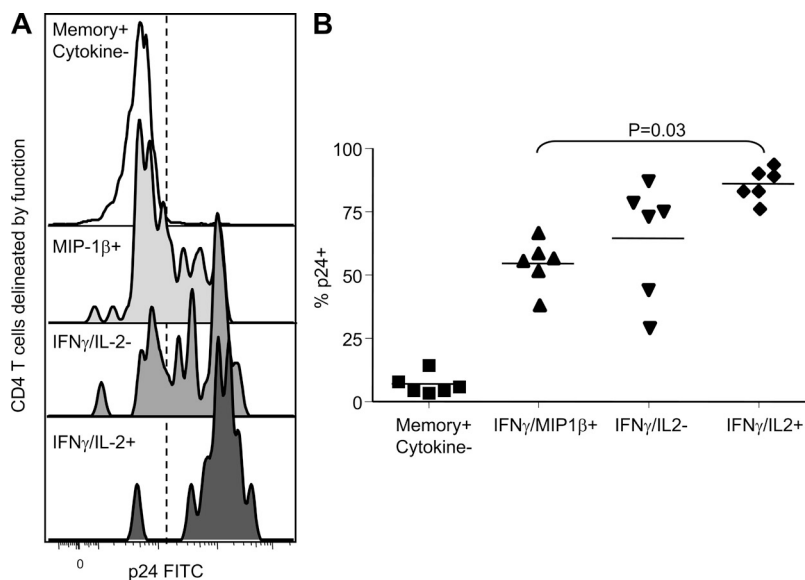 A
Memory+
Cytokine-
MIP-1β+
IFNγ/IL-2-
IFNγ/IL-2+
CD4 T cells delineated by function
0
p24 FITC
B
P=0.03
100
75
50
25
0
% p24+
Memory+
Cytokine-
IFNγ/MIP1β+
IFNγ/IL2-
IFNγ/IL2+